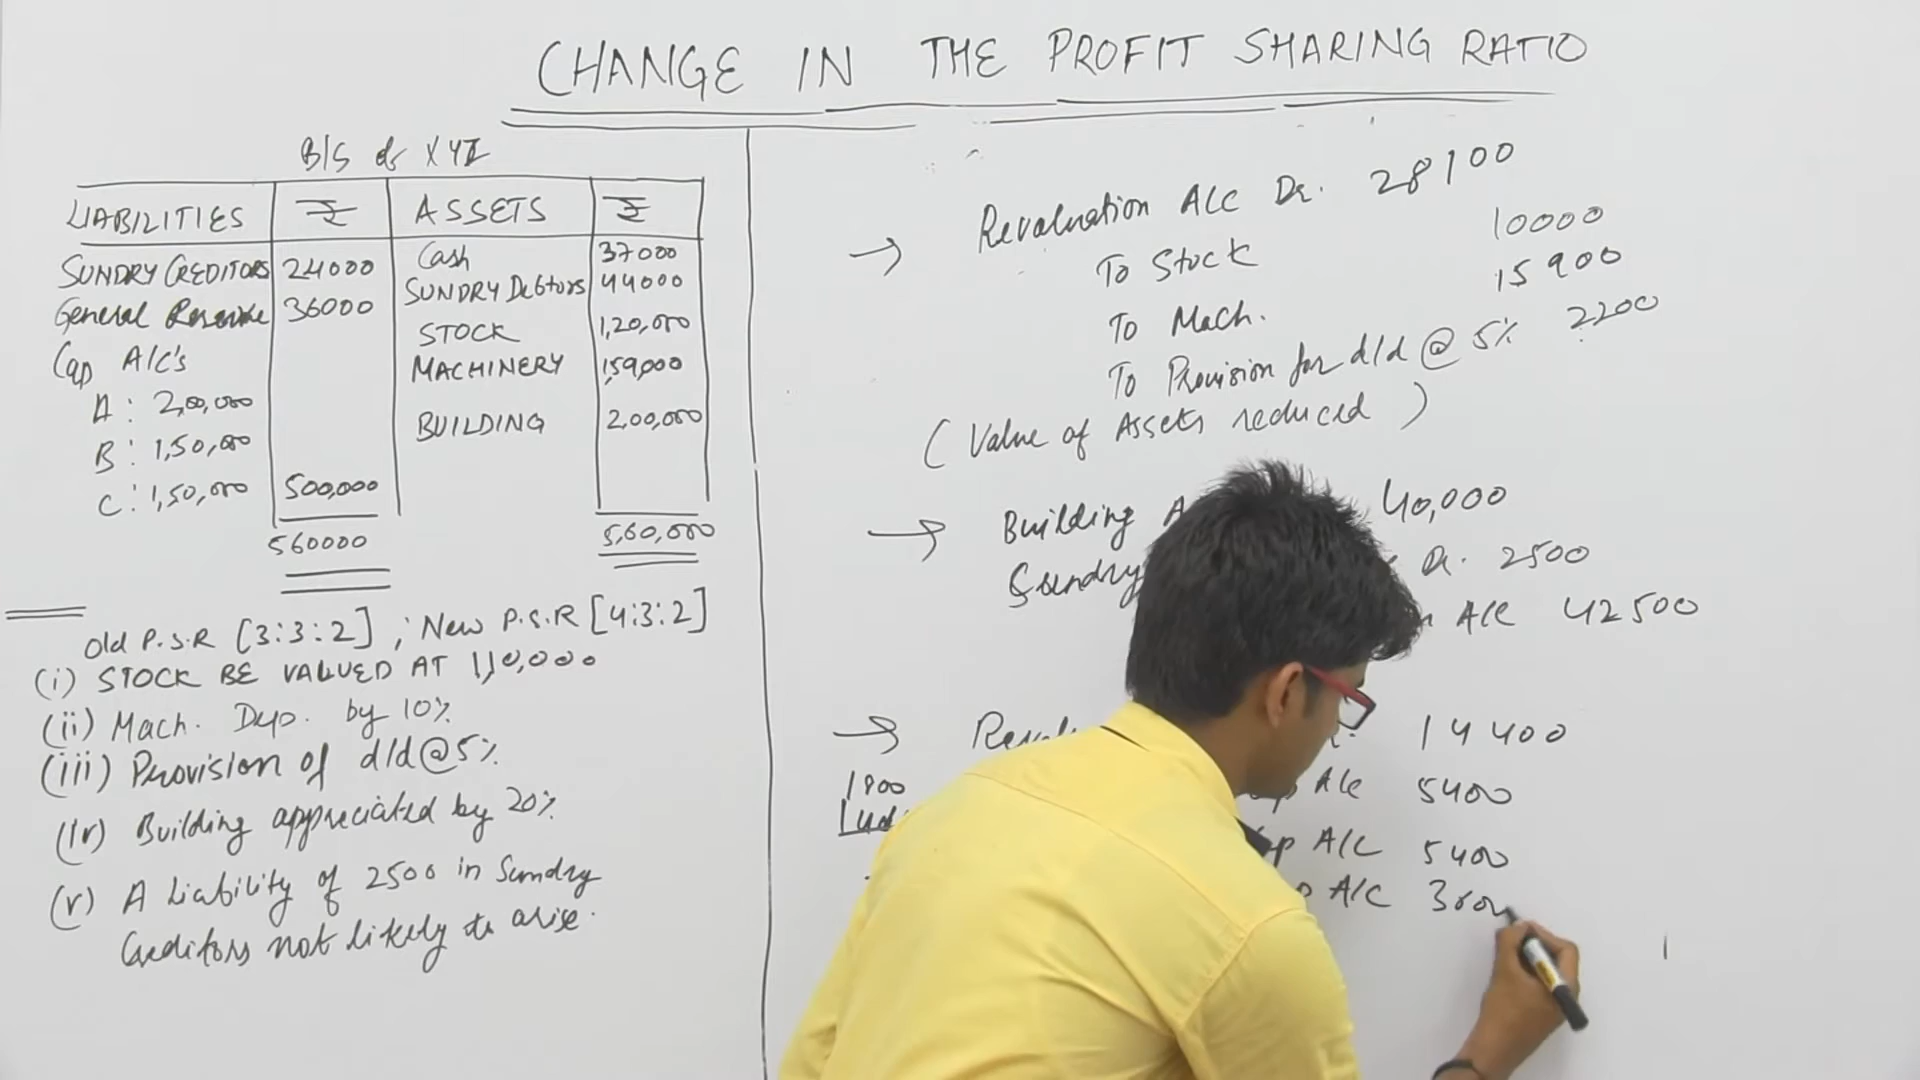 CHANGE IN THE PROFIT SHARING RATIO
B/S of XYZ
LIABILITIES ₹ ASSETS ₹
SUNDRY CREDITORS 24000 Cash 37000
General Reserve 36000 SUNDRY Debtors 44000
Cap A/C's STOCK 1,20,000
MACHINERY 159,000
A : 2,00,000
B : 1,50,000 BUILDING 2,00,000
C : 1,50,000 500,000
560000 5,60,000
Old P.S.R [3:3:2] ; New P.S.R [4:3:2]
(i) STOCK BE VALUED AT 1,10,000
(ii) Mach. Dep. by 10%
(iii) Provision of d/d @ 5%
(iv) Building appreciated by 20%
(v) A Liability of 2500 in Sundry
Creditors not likely to arise.
→ Revaluation A/C Dr. 28100
To Stock 10000
To Mach. 15900
To Provision for d/d @ 5% 2200
(Value of Assets reduced)
→ Building A 40,000
Sundry Dr. 2500
A/C 42500
→ 14400
1800
A/C 5400
A/C 5400
A/C 3600